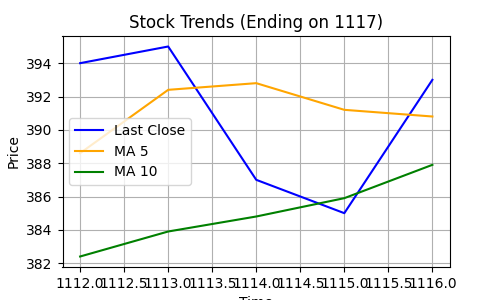 Stock Trends (Ending on 1117)
Price
394
392
390
388
386
384
382
Last Close
MA 5
MA 10
1112.0 1112.5 1113.0 1113.5 1114.0 1114.5 1115.0 1115.5 1116.0
Time